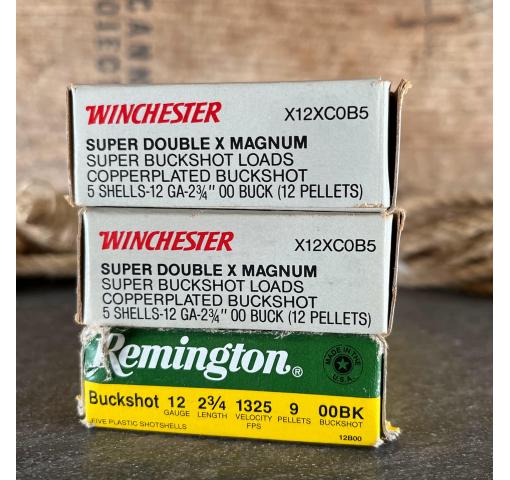 WINCHESTER X12XC0B5
SUPER DOUBLE X MAGNUM
SUPER BUCKSHOT LOADS
COPPERPLATED BUCKSHOT
5 SHELLS-12 GA-2¾" 00 BUCK (12 PELLETS)
WINCHESTER X12XC0B5
SUPER DOUBLE X MAGNUM
SUPER BUCKSHOT LOADS
COPPERPLATED BUCKSHOT
5 SHELLS-12 GA-2¾" 00 BUCK (12 PELLETS)
Remington®
MADE IN THE
U.S.A.
Buckshot 12 2¾ 1325 9 00BK
GAUGE LENGTH VELOCITY PELLETS BUCKSHOT
FPS
FIVE PLASTIC SHOTSHELLS
12B00